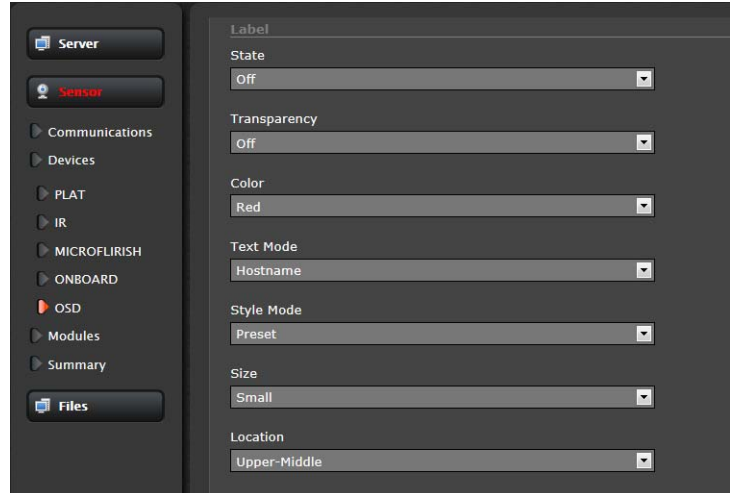 Server
Sensor
Communications
Devices
PLAT
IR
MICROFLIRISH
ONBOARD
OSD
Modules
Summary
Files
Label
State
Off
Transparency
Off
Color
Red
Text Mode
Hostname
Style Mode
Preset
Size
Small
Location
Upper-Middle